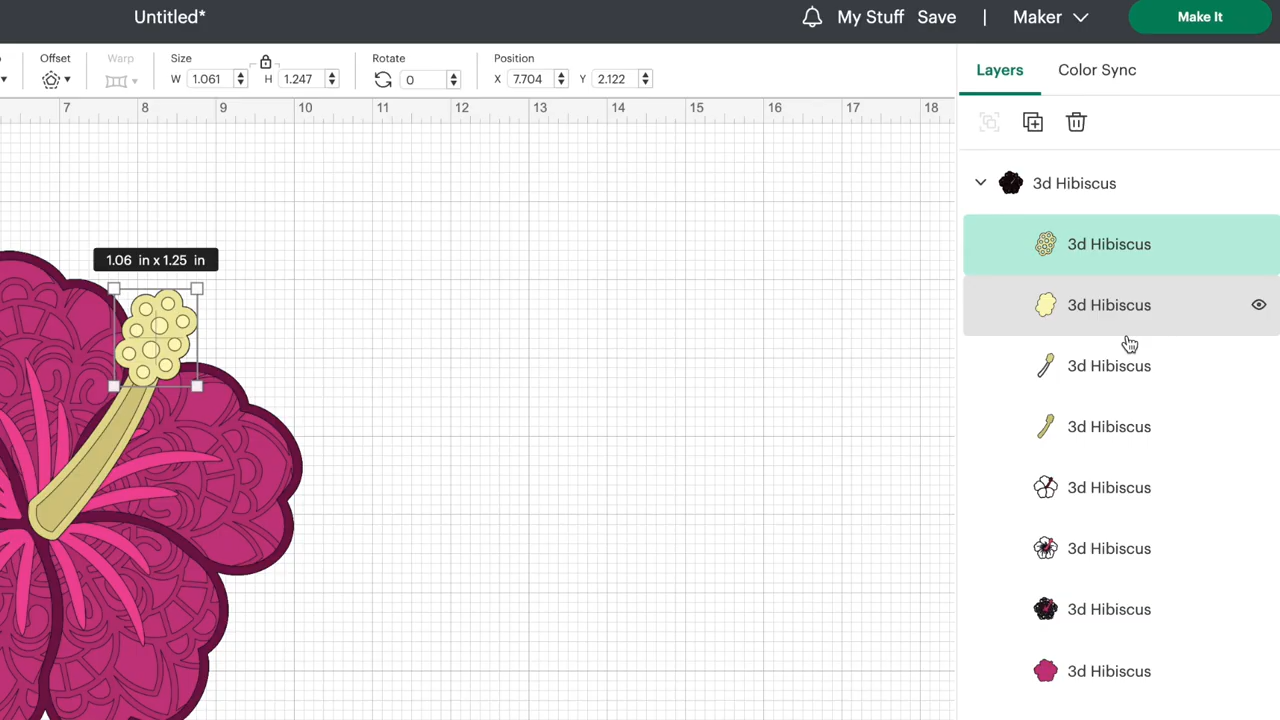 Untitled*
My Stuff Save | Maker
Make It
Offset Warp Size Rotate Position
W 1.061 H 1.247 0 X 7.704 Y 2.122
Layers Color Sync
7 8 9 10 11 12 13 14 15 16 17 18
3d Hibiscus
3d Hibiscus
1.06 in x 1.25 in
3d Hibiscus
3d Hibiscus
3d Hibiscus
3d Hibiscus
3d Hibiscus
3d Hibiscus
3d Hibiscus